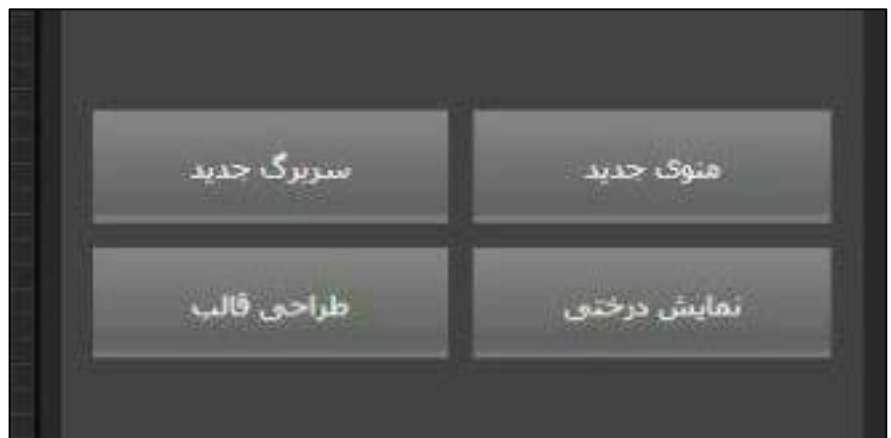 منوی جدید
سربرگ جدید
نمایش درختی
طراحی قالب